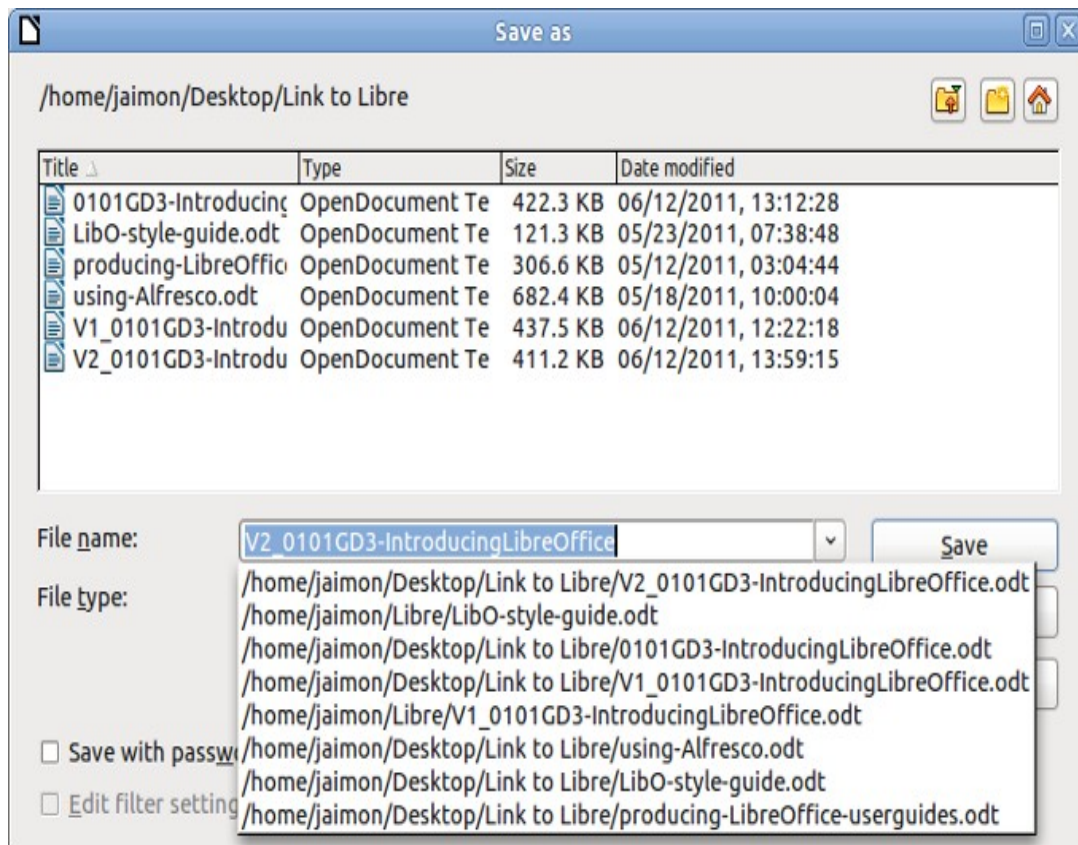 Save as
/home/jaimon/Desktop/Link to Libre
Title Type Size Date modified
0101GD3-Introducing OpenDocument Te 422.3 KB 06/12/2011, 13:12:28
LibO-style-guide.odt OpenDocument Te 121.3 KB 05/23/2011, 07:38:48
producing-LibreOffic OpenDocument Te 306.6 KB 05/12/2011, 03:04:44
using-Alfresco.odt OpenDocument Te 682.4 KB 05/18/2011, 10:00:04
V1_0101GD3-Introdu OpenDocument Te 437.5 KB 06/12/2011, 12:22:18
V2_0101GD3-Introdu OpenDocument Te 411.2 KB 06/12/2011, 13:59:15
File name: V2_0101GD3-IntroducingLibreOffice Save
File type:
/home/jaimon/Desktop/Link to Libre/V2_0101GD3-IntroducingLibreOffice.odt
/home/jaimon/Libre/LibO-style-guide.odt
/home/jaimon/Desktop/Link to Libre/0101GD3-IntroducingLibreOffice.odt
/home/jaimon/Desktop/Link to Libre/V1_0101GD3-IntroducingLibreOffice.odt
/home/jaimon/Libre/V1_0101GD3-IntroducingLibreOffice.odt
/home/jaimon/Desktop/Link to Libre/using-Alfresco.odt
/home/jaimon/Desktop/Link to Libre/LibO-style-guide.odt
/home/jaimon/Desktop/Link to Libre/producing-LibreOffice-userguides.odt
Save with passw
Edit filter setting